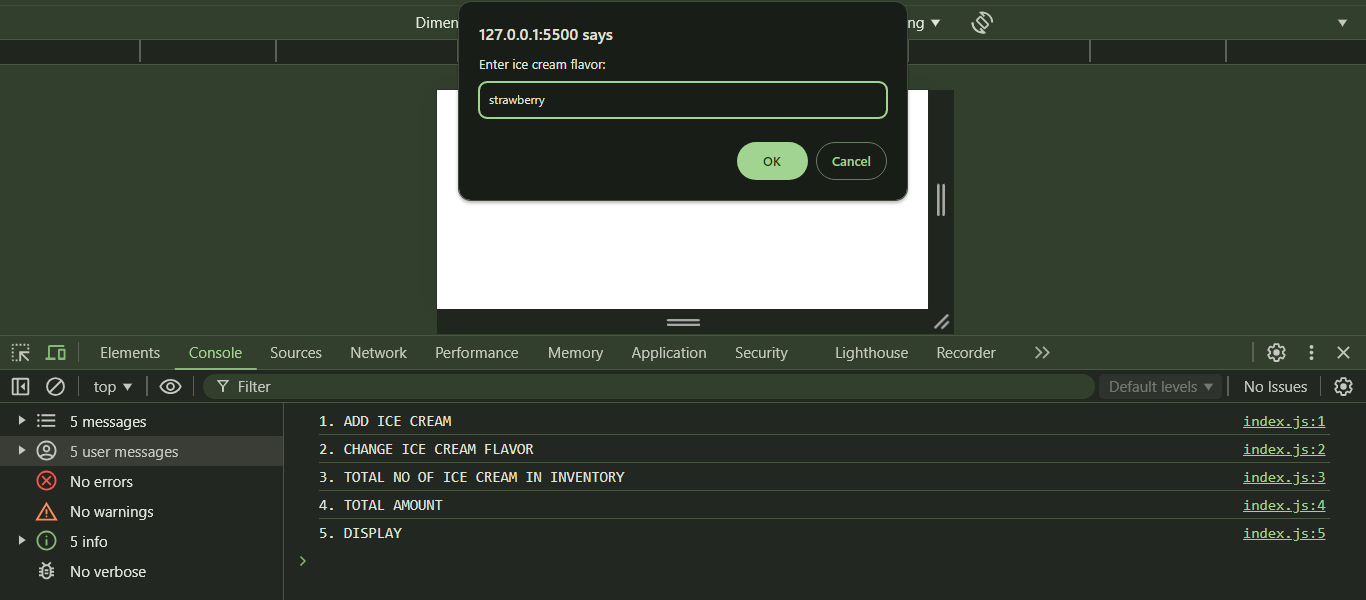 Dimen
ng
127.0.0.1:5500 says
Enter ice cream flavor:
strawberry
OK Cancel
Elements Console Sources Network Performance Memory Application Security Lighthouse Recorder
top Filter Default levels No Issues
5 messages
5 user messages
No errors
No warnings
5 info
No verbose
1. ADD ICE CREAM index.js:1
2. CHANGE ICE CREAM FLAVOR index.js:2
3. TOTAL NO OF ICE CREAM IN INVENTORY index.js:3
4. TOTAL AMOUNT index.js:4
5. DISPLAY index.js:5